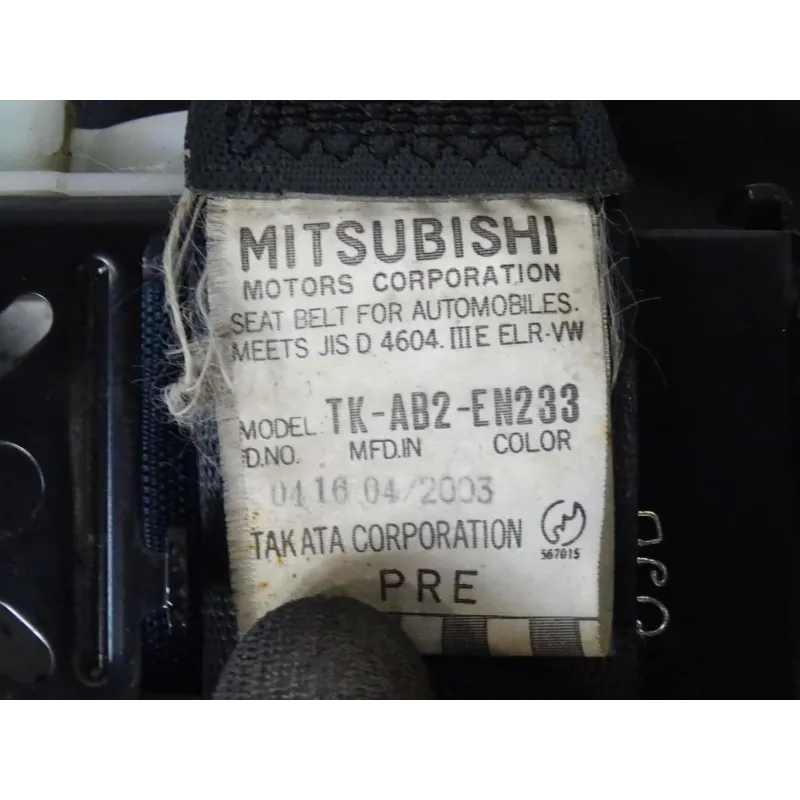 MITSUBISHI
MOTORS CORPORATION
SEAT BELT FOR AUTOMOBILES.
MEETS JIS D 4604. III E ELR-VW
MODEL: TK-AB2-EN233
D.NO. MFD.IN COLOR
0416 04/2003
TAKATA CORPORATION
567015
PRE